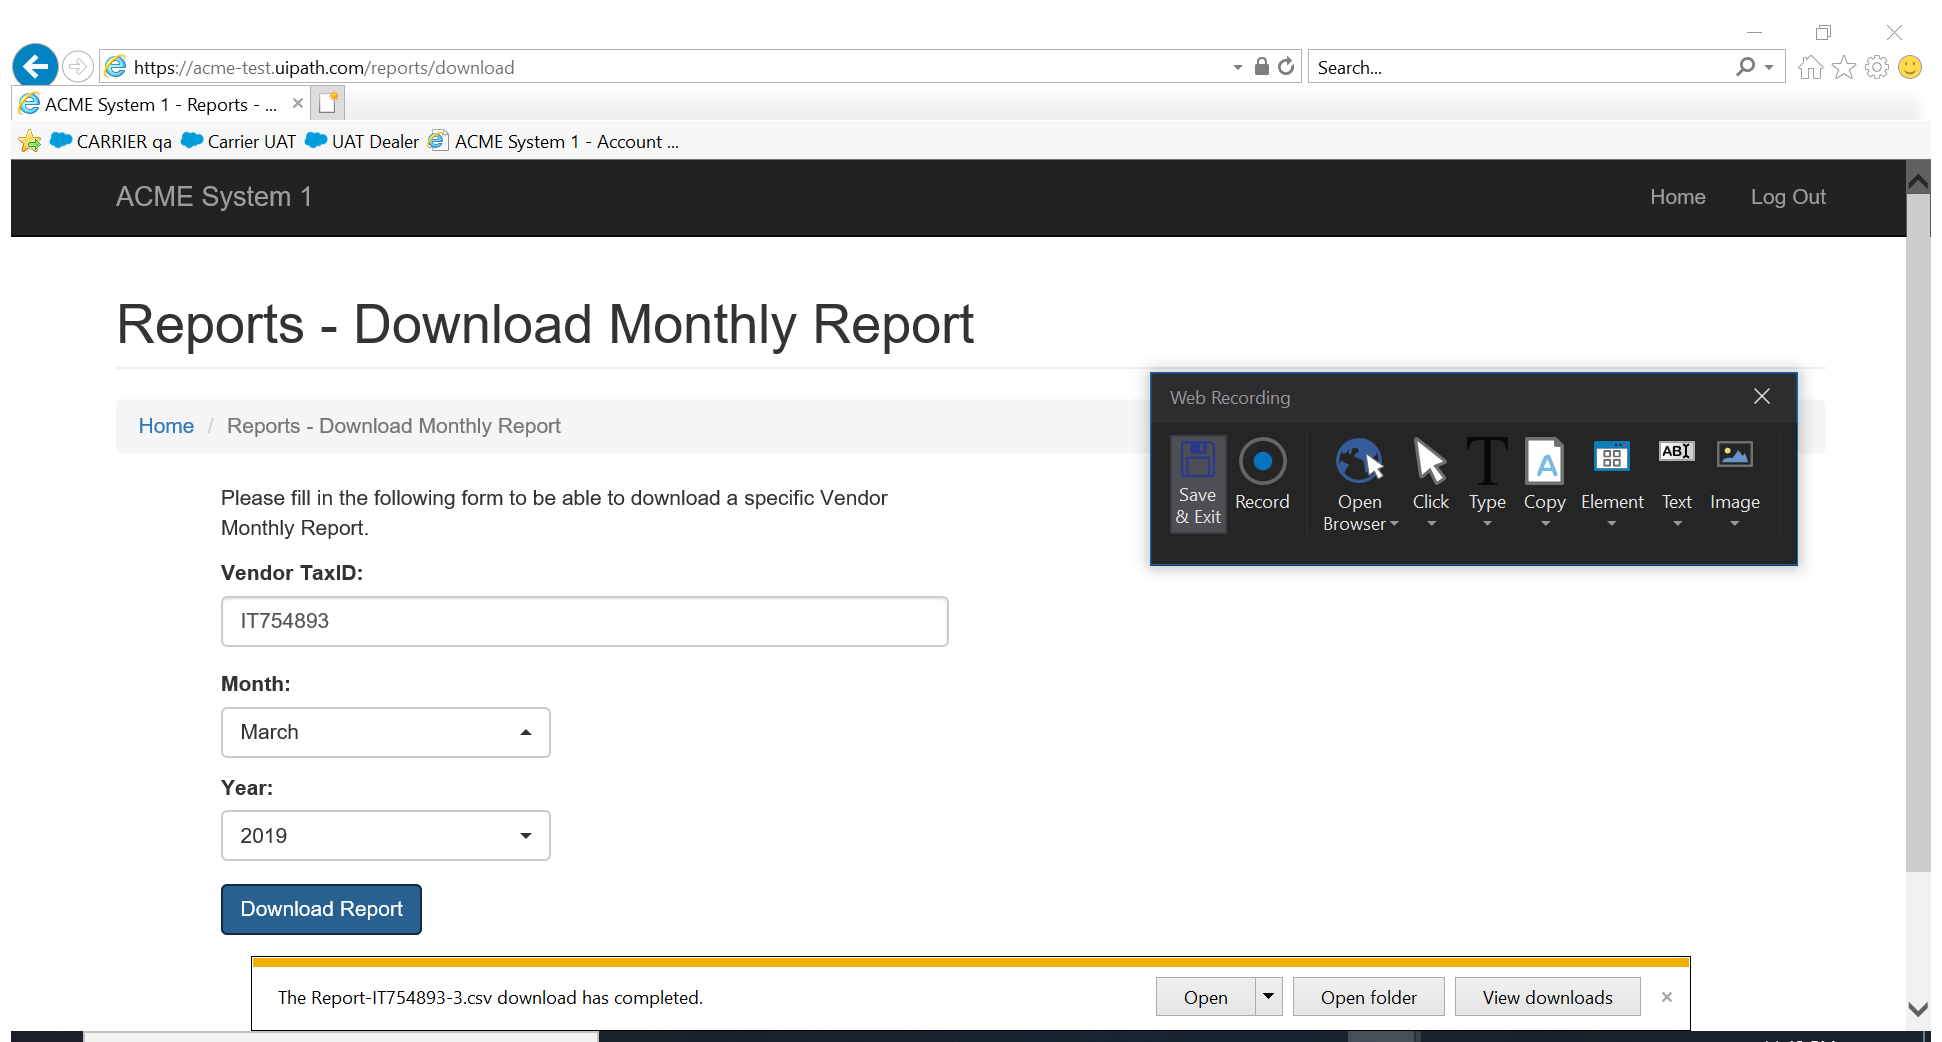 https://acme-test.uipath.com/reports/download
Search...
ACME System 1 - Reports - ...
CARRIER qa Carrier UAT UAT Dealer ACME System 1 - Account ...
ACME System 1
Home Log Out
Reports - Download Monthly Report
Home / Reports - Download Monthly Report
Web Recording
Save & Exit
Record
Open Browser
Click
T
Type
A
Copy
Element
AB
Text
Image
Please fill in the following form to be able to download a specific Vendor
Monthly Report.
Vendor TaxID:
IT754893
Month:
March
Year:
2019
Download Report
The Report-IT754893-3.csv download has completed.
Open
Open folder
View downloads